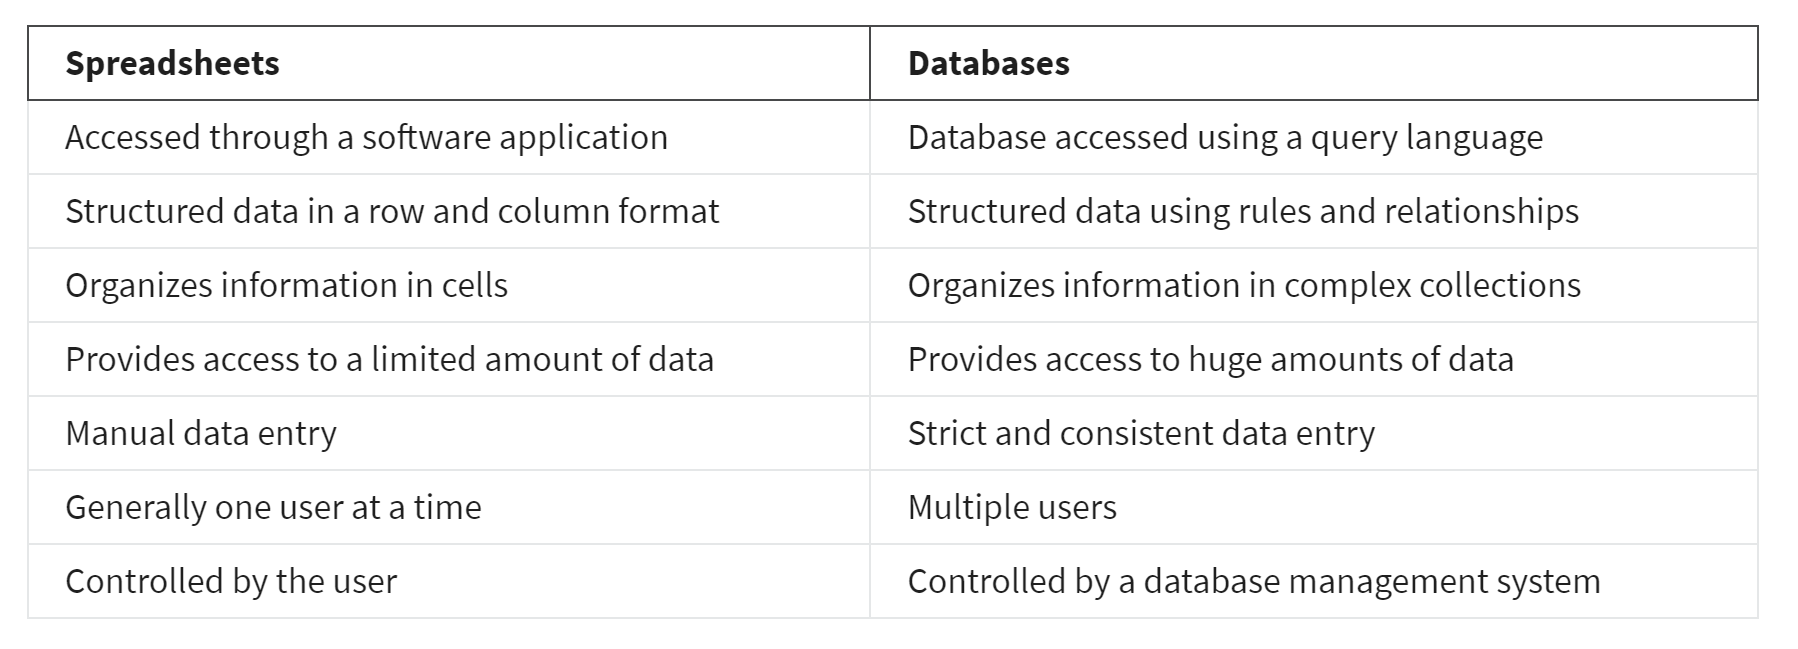 Spreadsheets
Databases
Accessed through a software application
Database accessed using a query language
Structured data in a row and column format
Structured data using rules and relationships
Organizes information in cells
Organizes information in complex collections
Provides access to a limited amount of data
Provides access to huge amounts of data
Manual data entry
Strict and consistent data entry
Generally one user at a time
Multiple users
Controlled by the user
Controlled by a database management system